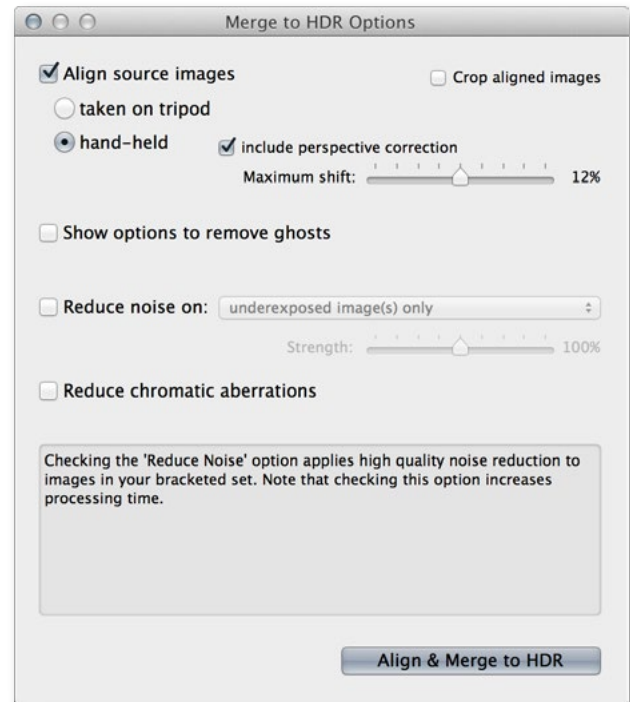 Merge to HDR Options
Align source images
Crop aligned images
taken on tripod
hand-held
include perspective correction
Maximum shift: 12%
Show options to remove ghosts
Reduce noise on: underexposed image(s) only
Strength: 100%
Reduce chromatic aberrations
Checking the 'Reduce Noise' option applies high quality noise reduction to
images in your bracketed set. Note that checking this option increases
processing time.
Align & Merge to HDR